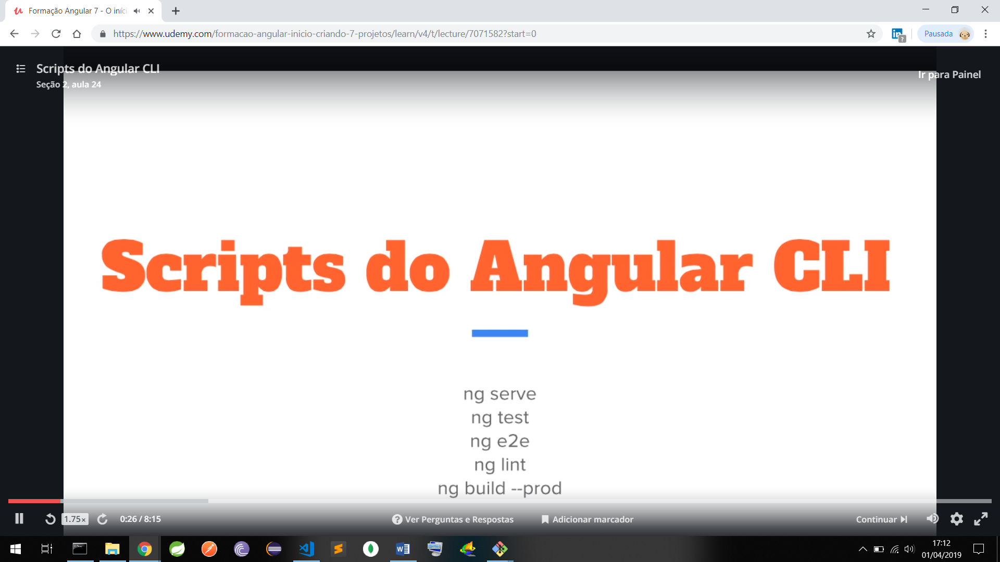 Formação Angular 7 - O iníci
https://www.udemy.com/formacao-angular-inicio-criando-7-projetos/learn/v4/t/lecture/7071582?start=0
in
?
Pausada
Scripts do Angular CLI
Seção 2, aula 24
Ir para Painel
Scripts do Angular CLI
ng serve
ng test
ng e2e
ng lint
ng build --prod
1.75×
0:26 / 8:15
? Ver Perguntas e Respostas
Adicionar marcador
Continuar
17:12
01/04/2019